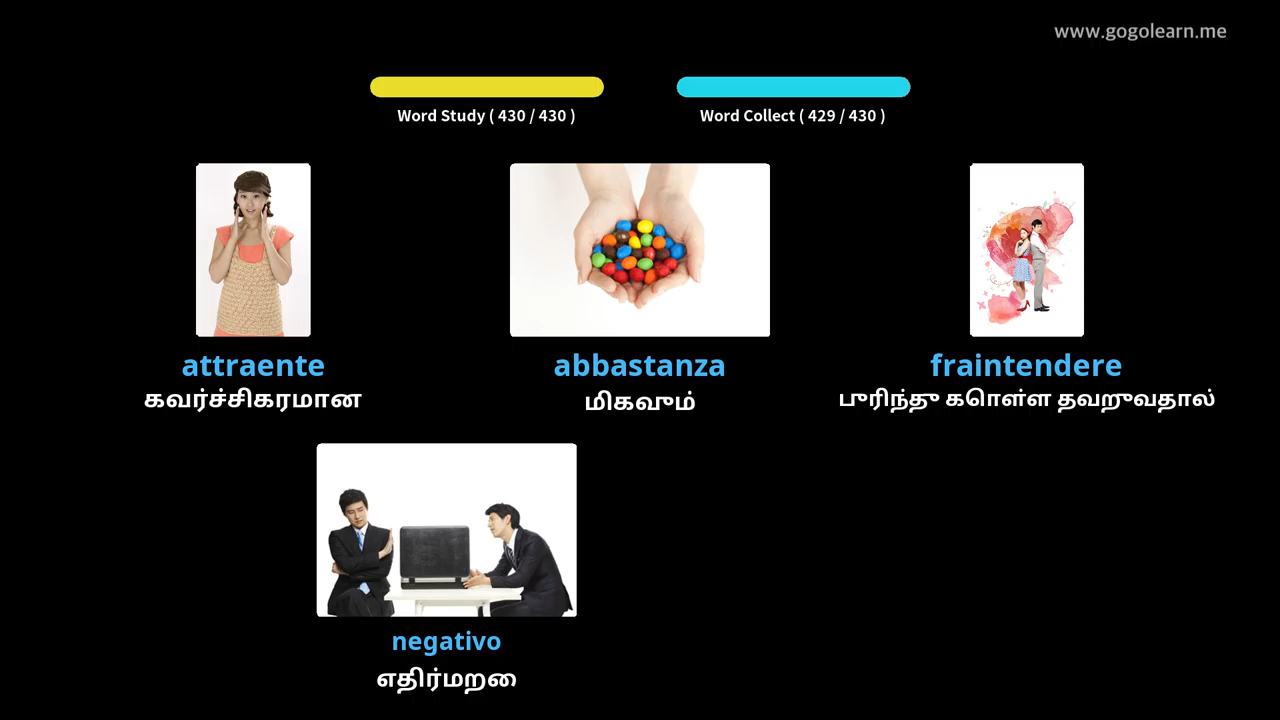 www.gogolearn.me
Word Study ( 430 / 430 )
Word Collect ( 429 / 430 )
attraente
abbastanza
fraintendere
கவர்ச்சிகரமான
மிகவும்
புரிந்து கொள்ள தவறுவதால்
negativo
எதிர்மறை